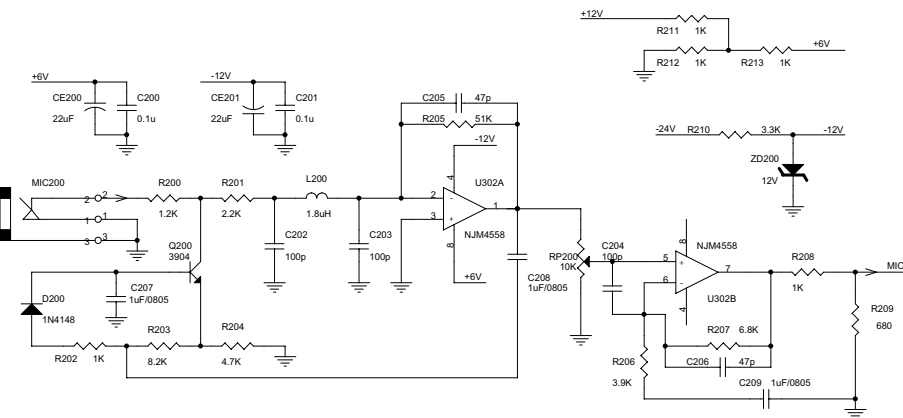 +12V
R211 1K
R212 1K
R213 1K
+6V
+6V
CE200
22uF
C200
0.1u
-12V
CE201
22uF
C201
0.1u
C205 47p
R205 51K
-12V
-24V R210 3.3K -12V
ZD200
12V
MIC200
2 2
1 1
3 3
R200
1.2K
R201
2.2K
L200
1.8uH
C202
100p
C203
100p
U302A
2 -
3 +
4
8
1
NJM4558
+6V
Q200
3904
C207
1uF/0805
D200
1N4148
R202 1K
R203
8.2K
R204
4.7K
C208
1uF/0805
RP200
10K
C204
100p
NJM4558
5 +
6 -
8
4
7
U302B
R208
1K
MIC
R209
680
R207 6.8K
C206 47p
R206
3.9K
C209 1uF/0805